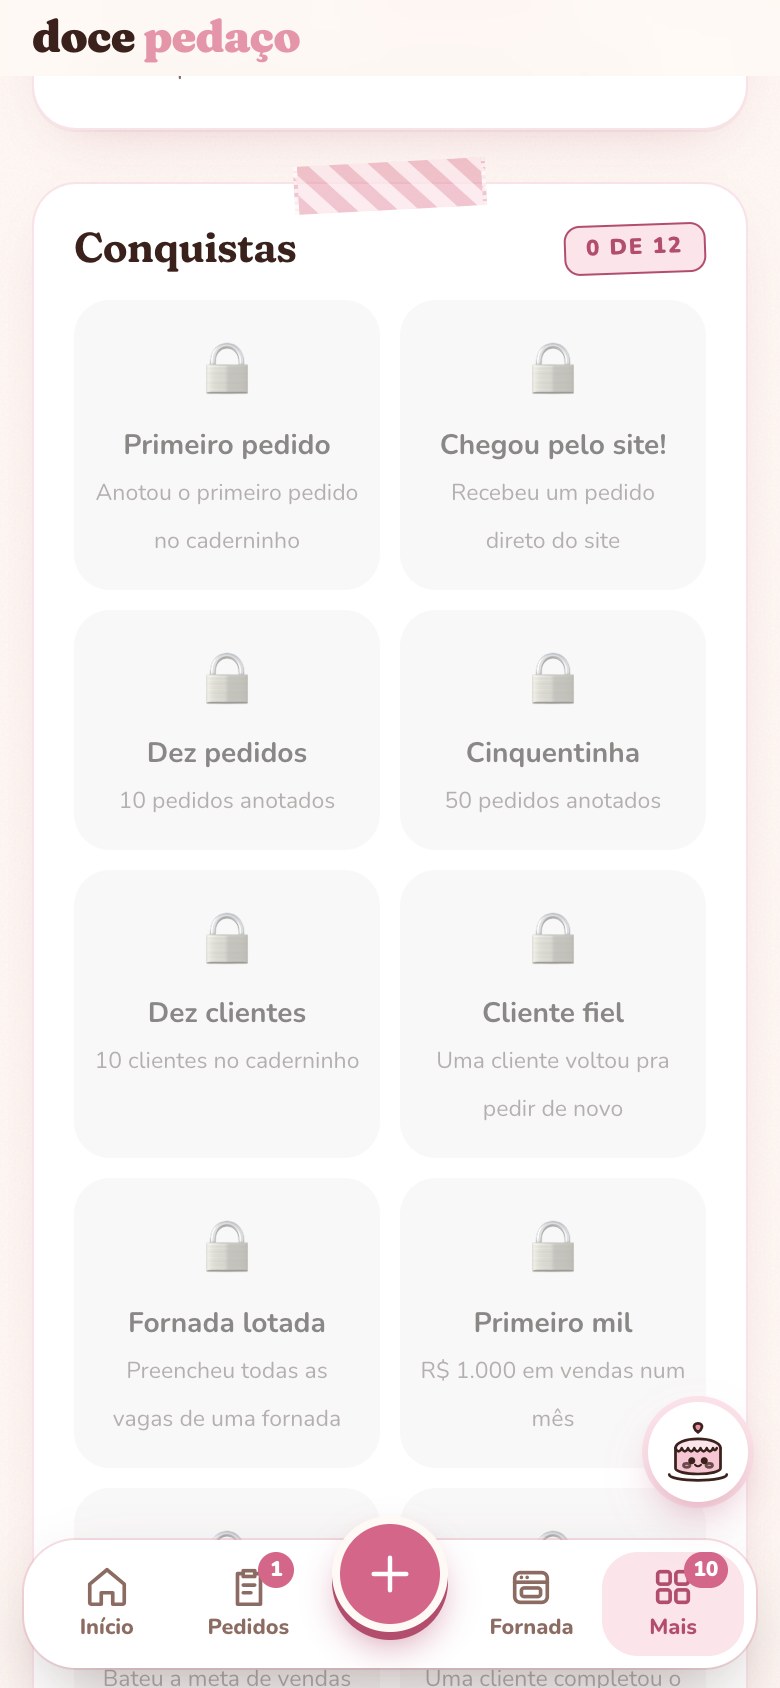 doce pedaço
Conquistas
0 DE 12
Primeiro pedido
Anotou o primeiro pedido
no caderninho
Chegou pelo site!
Recebeu um pedido
direto do site
Dez pedidos
10 pedidos anotados
Cinquentinha
50 pedidos anotados
Dez clientes
10 clientes no caderninho
Cliente fiel
Uma cliente voltou pra
pedir de novo
Fornada lotada
Preencheu todas as
vagas de uma fornada
Primeiro mil
R$ 1.000 em vendas num
mês
Início
1
Pedidos
Fornada
10
Mais
Bateu a meta de vendas
Uma cliente completou o